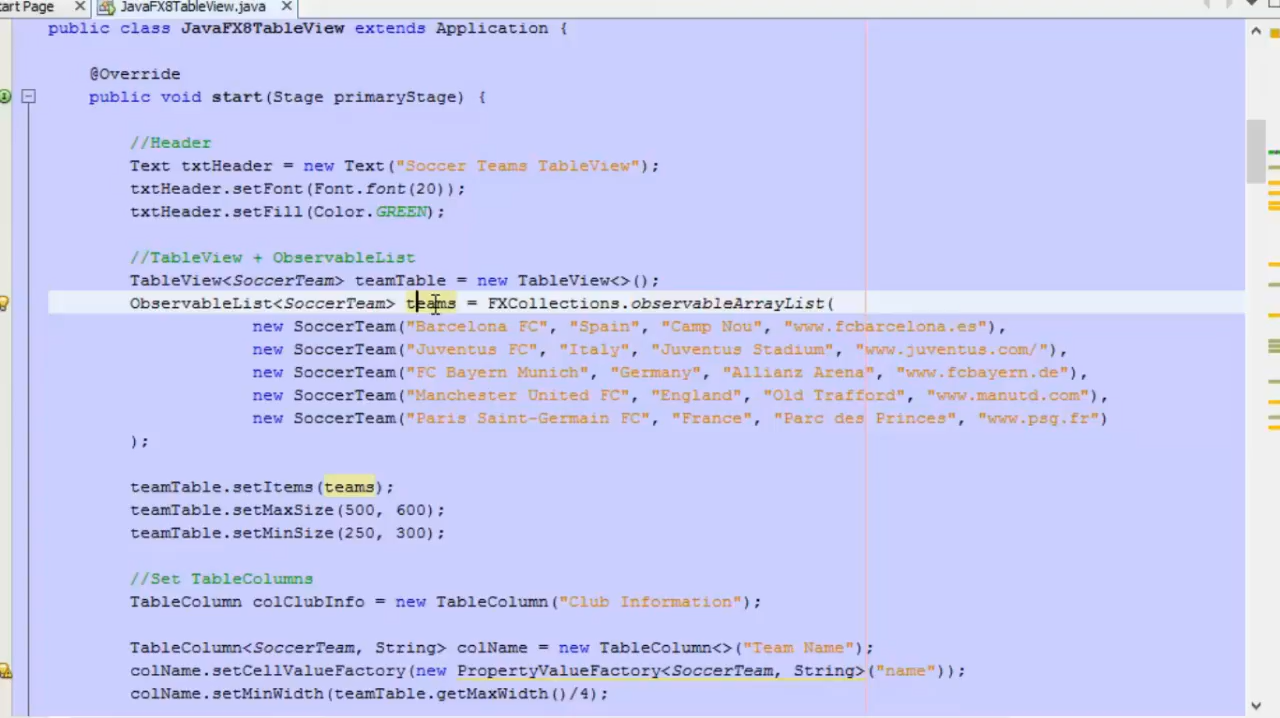 tart Page JavaFX8TableView.java
public class JavaFX8TableView extends Application {
@Override
public void start(Stage primaryStage) {
//Header
Text txtHeader = new Text("Soccer Teams TableView");
txtHeader.setFont(Font.font(20));
txtHeader.setFill(Color.GREEN);
//TableView + ObservableList
TableView<SoccerTeam> teamTable = new TableView<>();
ObservableList<SoccerTeam> teams = FXCollections.observableArrayList(
new SoccerTeam("Barcelona FC", "Spain", "Camp Nou", "www.fcbarcelona.es"),
new SoccerTeam("Juventus FC", "Italy", "Juventus Stadium", "www.juventus.com/"),
new SoccerTeam("FC Bayern Munich", "Germany", "Allianz Arena", "www.fcbayern.de"),
new SoccerTeam("Manchester United FC", "England", "Old Trafford", "www.manutd.com"),
new SoccerTeam("Paris Saint-Germain FC", "France", "Parc des Princes", "www.psg.fr")
);
teamTable.setItems(teams);
teamTable.setMaxSize(500, 600);
teamTable.setMinSize(250, 300);
//Set TableColumns
TableColumn colClubInfo = new TableColumn("Club Information");
TableColumn<SoccerTeam, String> colName = new TableColumn<>("Team Name");
colName.setCellValueFactory(new PropertyValueFactory<SoccerTeam, String>("name"));
colName.setMinWidth(teamTable.getMaxWidth()/4);